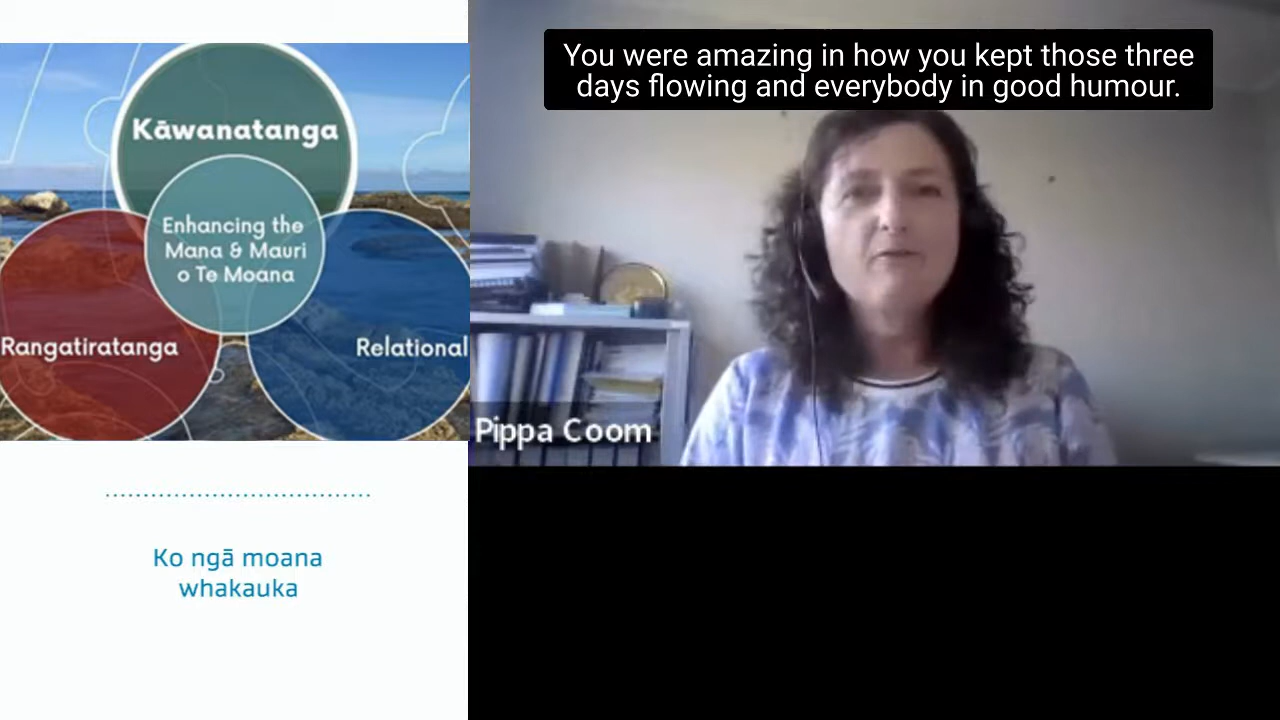 Kāwanatanga
Enhancing the
Mana & Mauri
o Te Moana
Rangatiratanga
Relational
Ko ngā moana
whakauka
You were amazing in how you kept those three
days flowing and everybody in good humour.
Pippa Coom